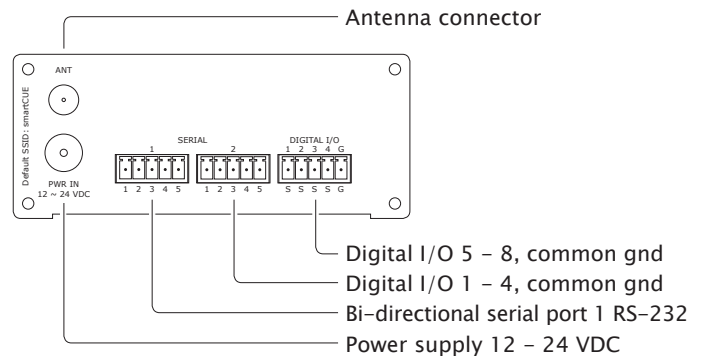 Antenna connector
ANT
Default SSID: smartCUE
SERIAL
DIGITAL I/O
1
2
1 2 3 4 G
PWR IN
12 ~ 24 VDC
1 2 3 4 5
1 2 3 4 5
S S S S G
Digital I/O 5 – 8, common gnd
Digital I/O 1 – 4, common gnd
Bi–directional serial port 1 RS–232
Power supply 12 – 24 VDC